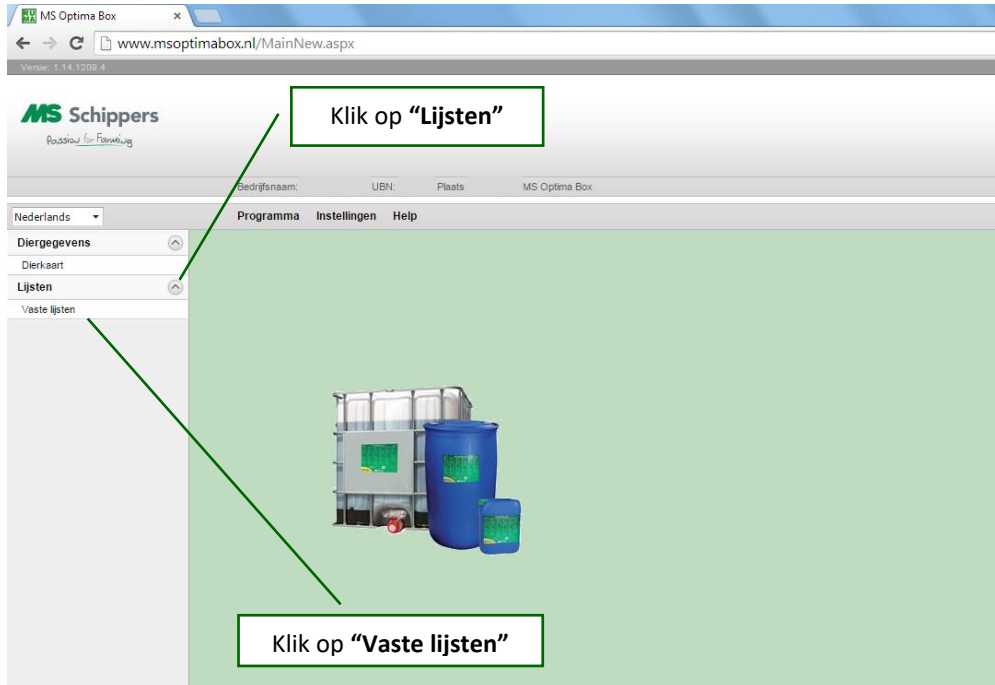 MS Optima Box
www.msoptimabox.nl/MainNew.aspx
Versie: 1.14.1209.4
MS Schippers
Passion for Farming
Klik op “Lijsten”
Bedrijfsnaam: UBN: Plaats MS Optima Box
Nederlands Programma Instellingen Help
Diergegevens
Dierkaart
Lijsten
Vaste lijsten
Klik op “Vaste lijsten”